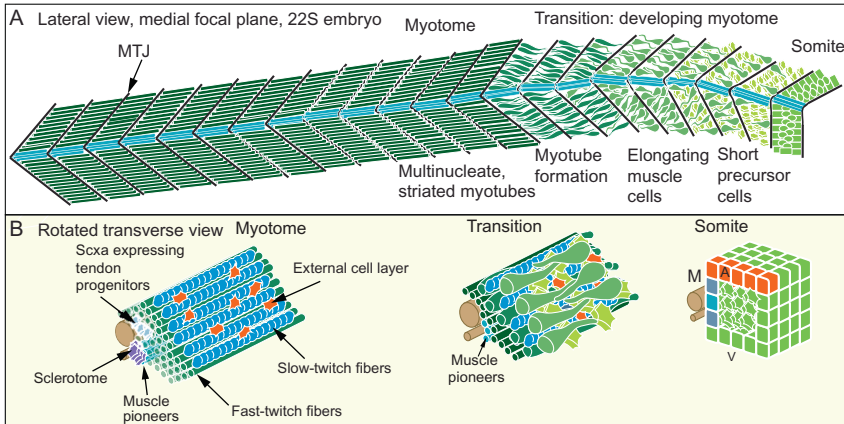 A
Lateral view, medial focal plane, 22S embryo
Myotome
Transition: developing myotome
MTJ
Somite
Multinucleate,
striated myotubes
Myotube
formation
Elongating
muscle
cells
Short
precursor
cells
B
Rotated transverse view
Myotome
Transition
Somite
Scxa expressing
tendon
progenitors
External cell layer
Sclerotome
Muscle
pioneers
Slow-twitch fibers
Fast-twitch fibers
Muscle
pioneers
A
M
V